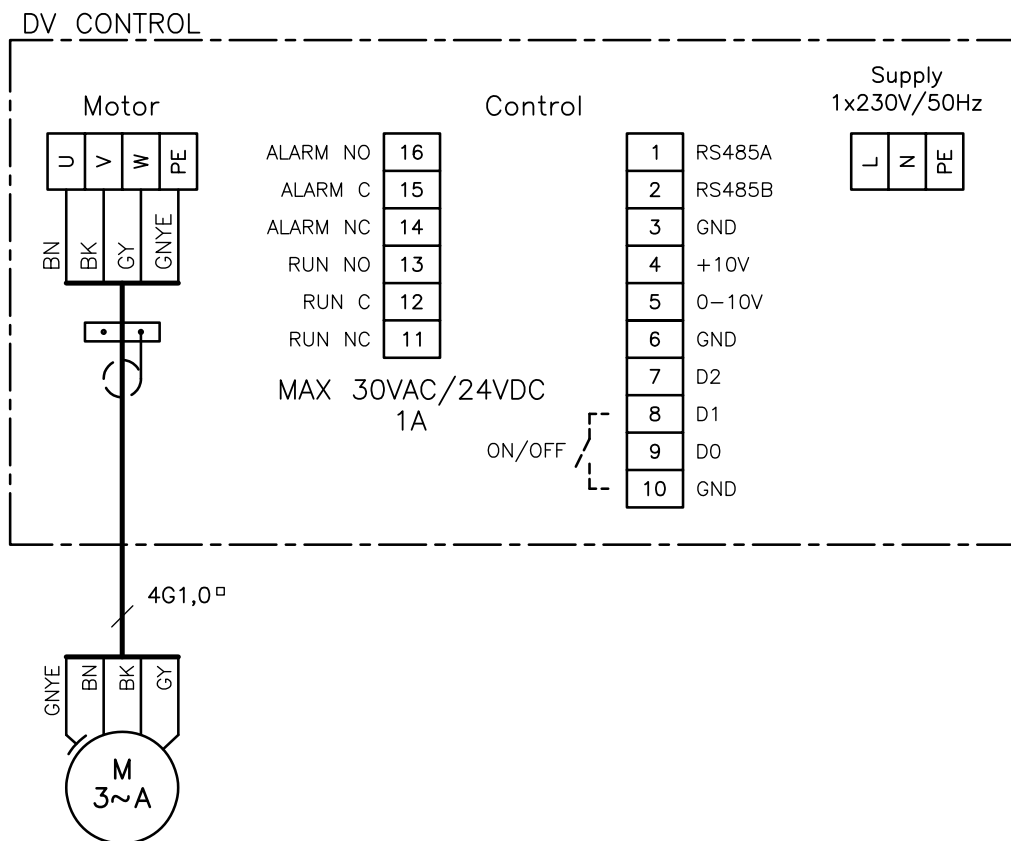 DV CONTROL
Motor
U V W PE
BN BK GY GNYE
Control
ALARM NO 16
ALARM C 15
ALARM NC 14
RUN NO 13
RUN C 12
RUN NC 11
MAX 30VAC/24VDC
1A
1 RS485A
2 RS485B
3 GND
4 +10V
5 0-10V
6 GND
7 D2
8 D1
9 D0
10 GND
ON/OFF
Supply
1x230V/50Hz
L N PE
4G1,0▫
GNYE BN BK GY
M
3~A